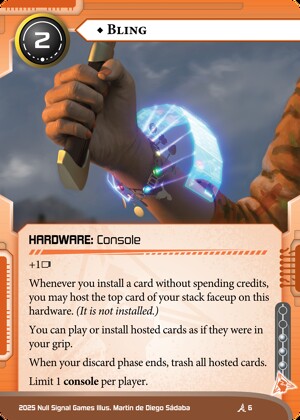 2
◆ Bling
HARDWARE: Console
+1
Whenever you install a card without spending credits,
you may host the top card of your stack faceup on this
hardware. (It is not installed.)
You can play or install hosted cards as if they were in
your grip.
When your discard phase ends, trash all hosted cards.
Limit 1 console per player.
2025 Null Signal Games Illus. Martin de Diego Sádaba
6